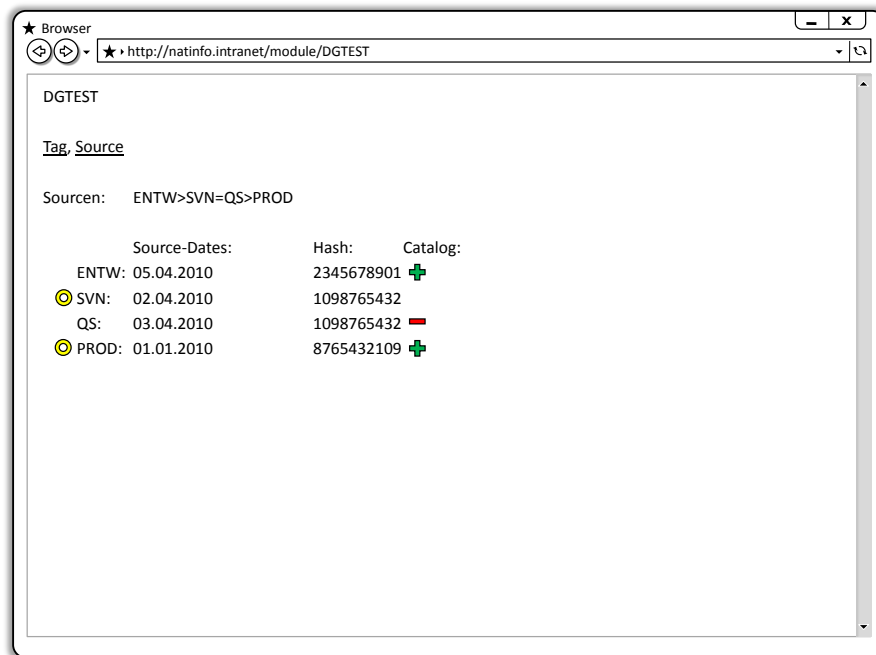 Browser
X
http://natinfo.intranet/module/DGTEST
DGTEST
Tag, Source
Sourcen: ENTW>SVN=QS>PROD
Source-Dates: Hash: Catalog:
ENTW: 05.04.2010 2345678901
SVN: 02.04.2010 1098765432
QS: 03.04.2010 1098765432
PROD: 01.01.2010 8765432109